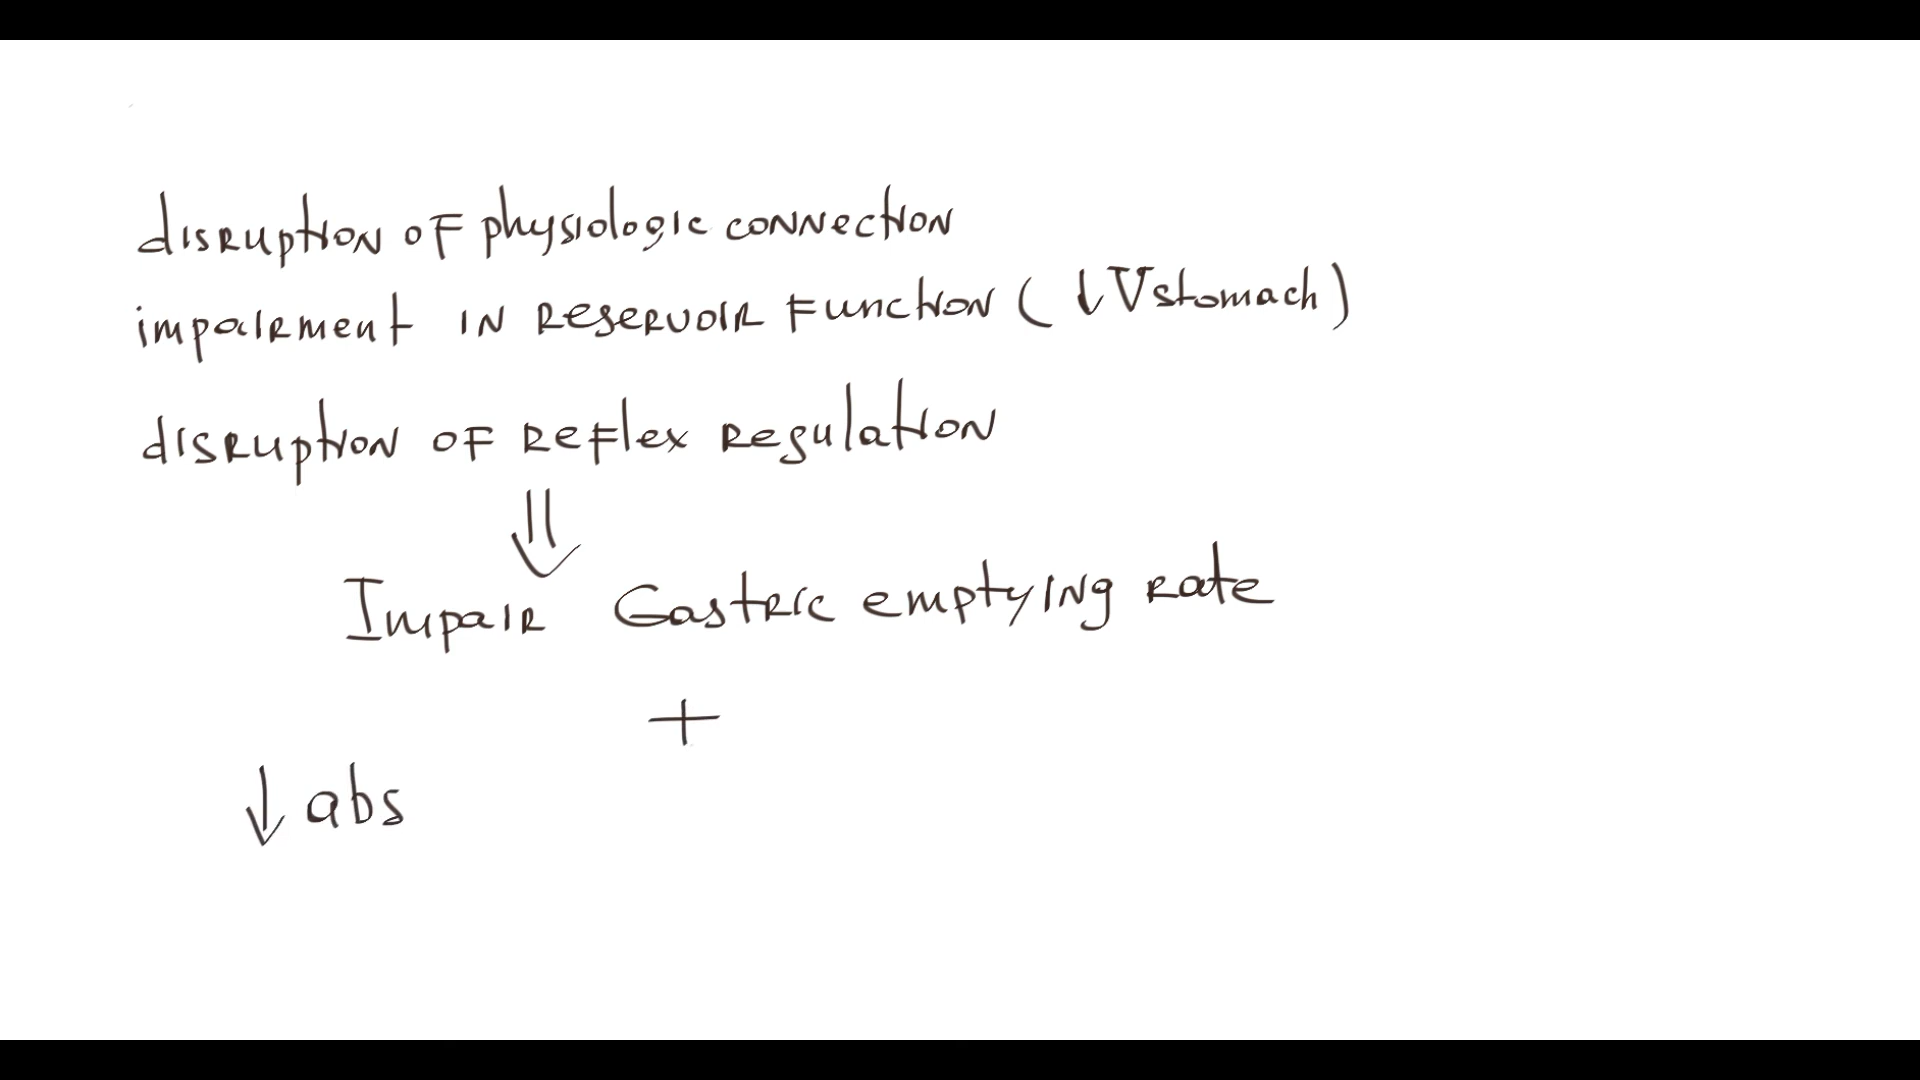 disruption of physiologic connection
impairment in reservoir function (↓Vstomach)
disruption of reflex regulation
⇓
Impair Gastric emptying rate
+
↓ abs